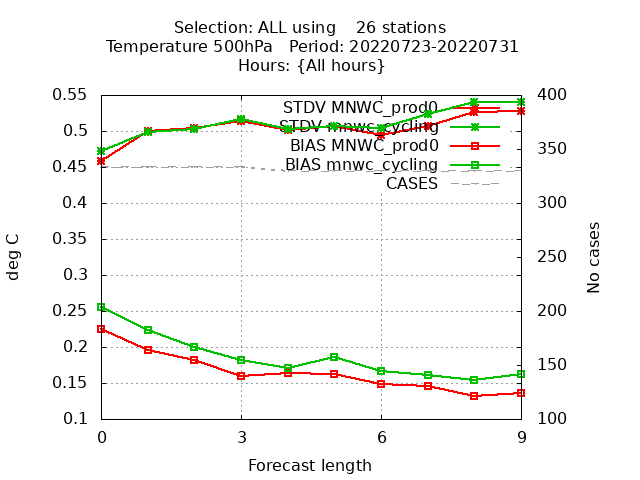 Selection: ALL using    26 stations
Temperature 500hPa   Period: 20220723-20220731
Hours: {All hours}
0.55
0.5
0.45
0.4
0.35
0.3
0.25
0.2
0.15
0.1
deg C
STDV MNWC_prod0
STDV mnwc_cycling
BIAS MNWC_prod0
BIAS mnwc_cycling
CASES
400
350
300
250
200
150
100
No cases
0 3 6 9
Forecast length